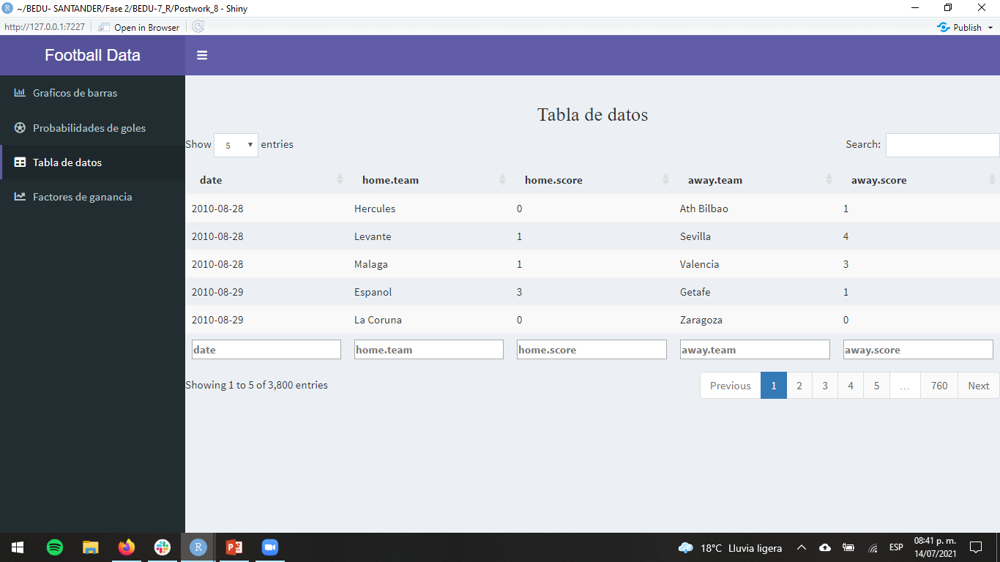 ~/BEDU- SANTANDER/Fase 2/BEDU-7_R/Postwork_8 - Shiny
http://127.0.0.1:7227 Open in Browser Publish
Football Data
Graficos de barras
Probabilidades de goles
Tabla de datos
Factores de ganancia
Tabla de datos
Show 5 entries Search:
date home.team home.score away.team away.score
2010-08-28 Hercules 0 Ath Bilbao 1
2010-08-28 Levante 1 Sevilla 4
2010-08-28 Malaga 1 Valencia 3
2010-08-29 Espanol 3 Getafe 1
2010-08-29 La Coruna 0 Zaragoza 0
date home.team home.score away.team away.score
Showing 1 to 5 of 3,800 entries Previous 1 2 3 4 5 … 760 Next
18°C Lluvia ligera ESP 08:41 p. m.
14/07/2021